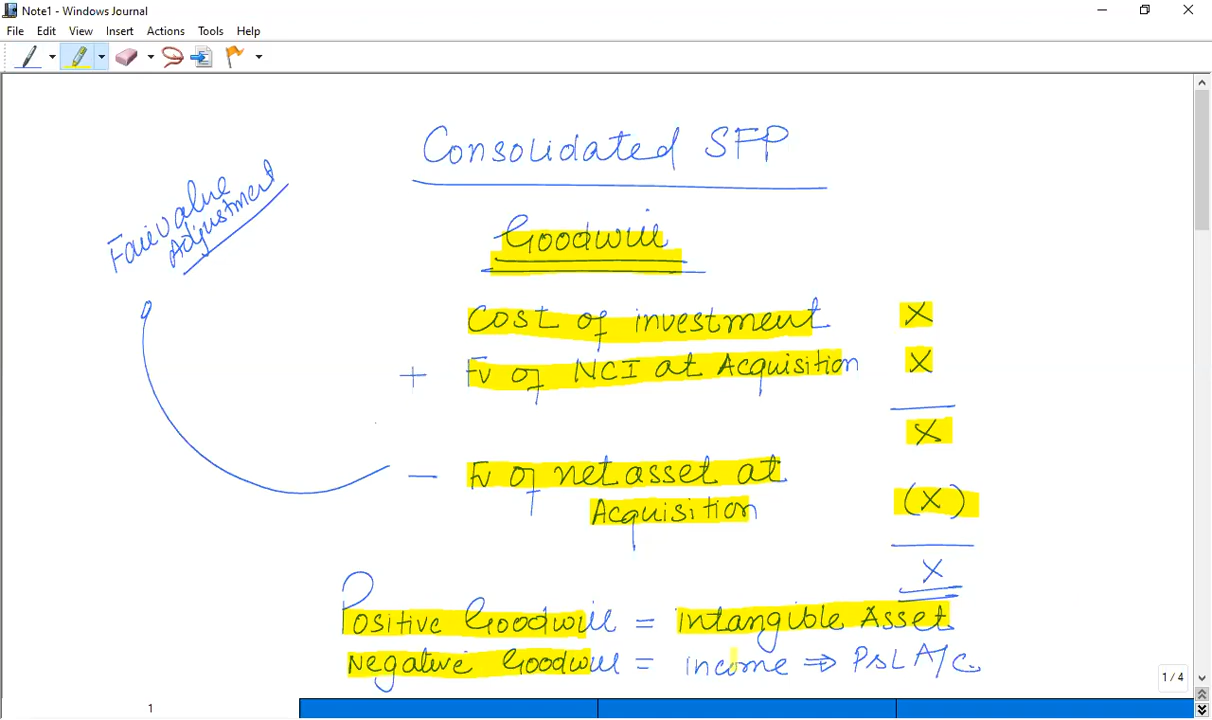 Note1 - Windows Journal
File Edit View Insert Actions Tools Help
Consolidated SFP
Fair value
Adjustment
Goodwill
Cost of investment X
+ Fv of NCI at Acquisition X
X
- Fv of net asset at
Acquisition (X)
X
Positive Goodwill = Intangible Asset
Negative Goodwill = income ⇒ P&L A/C.
1 / 4
1